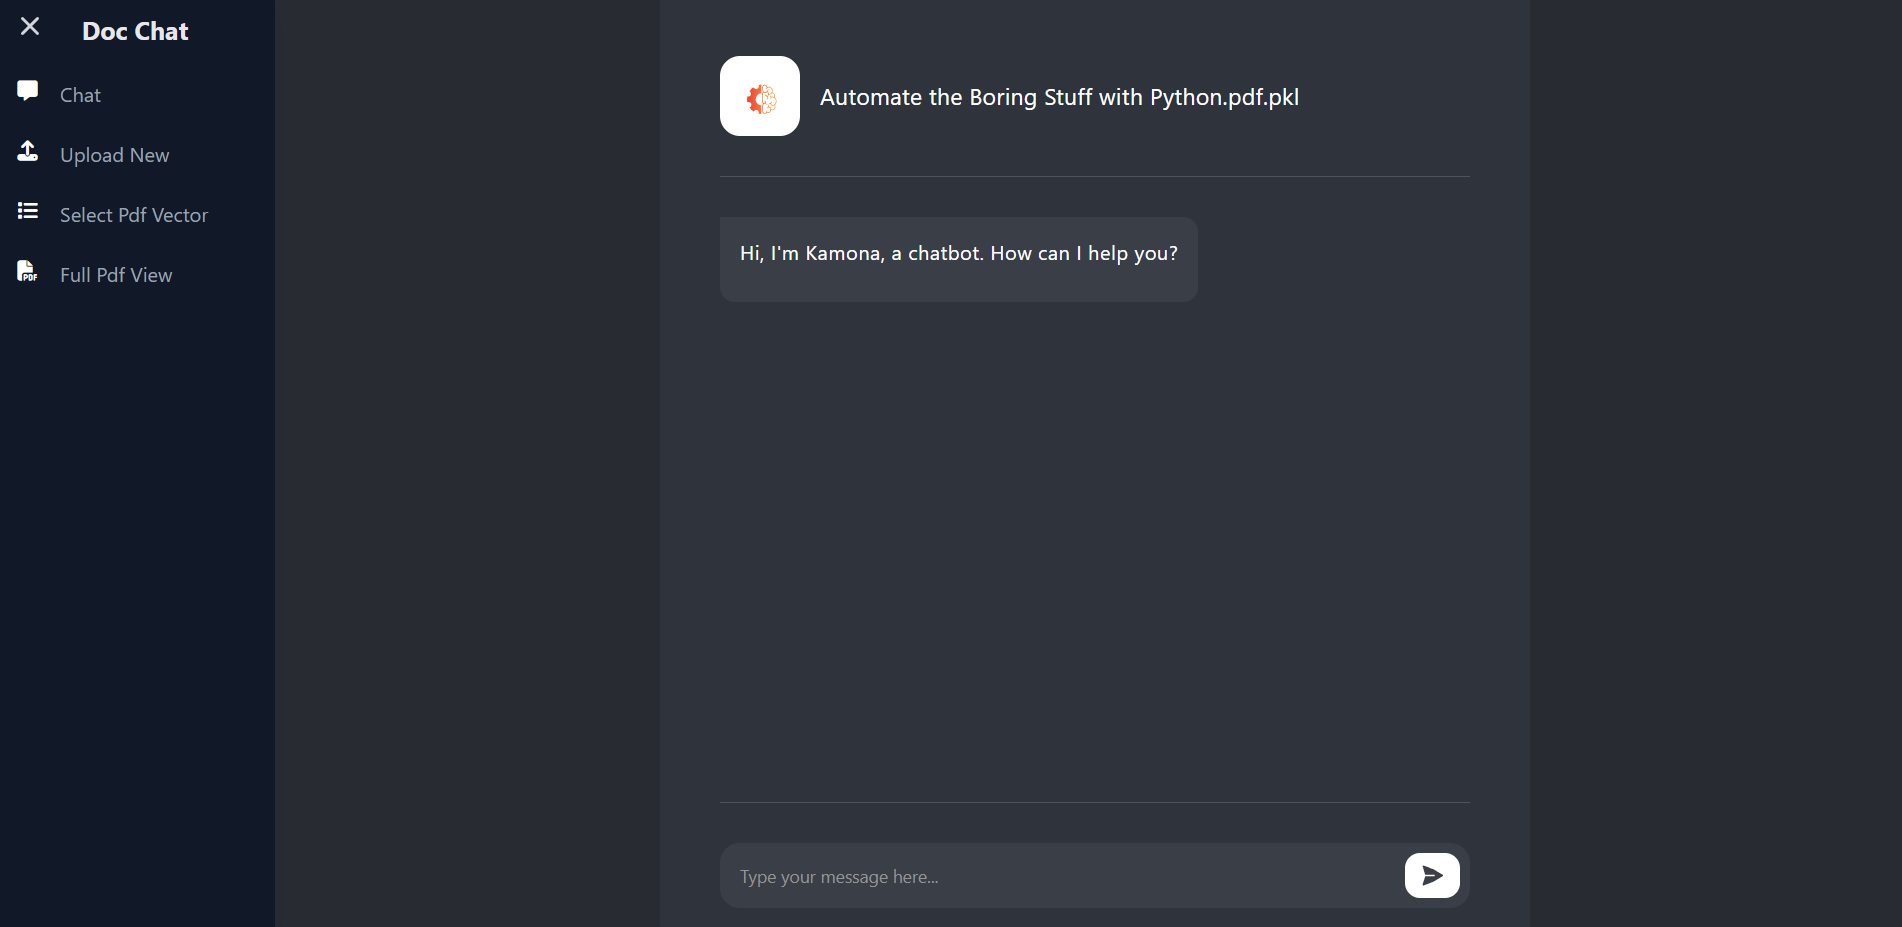 Doc Chat
Chat
Upload New
Select Pdf Vector
PDF
Full Pdf View
Automate the Boring Stuff with Python.pdf.pkl
Hi, I'm Kamona, a chatbot. How can I help you?
Type your message here...